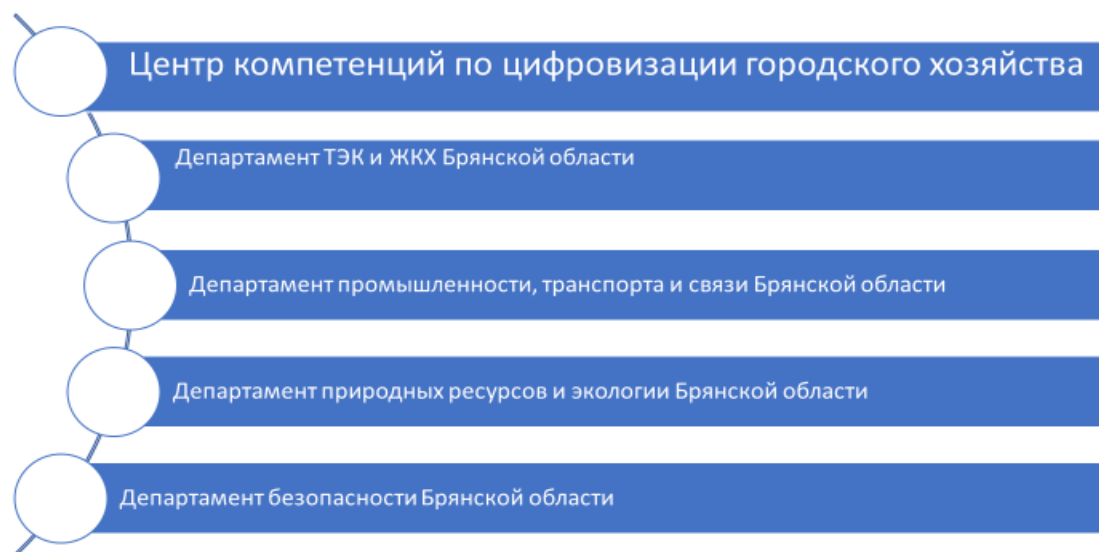 Центр компетенций по цифровизации городского хозяйства
Департамент ТЭК и ЖКХ Брянской области
Департамент промышленности, транспорта и связи Брянской области
Департамент природных ресурсов и экологии Брянской области
Департамент безопасности Брянской области